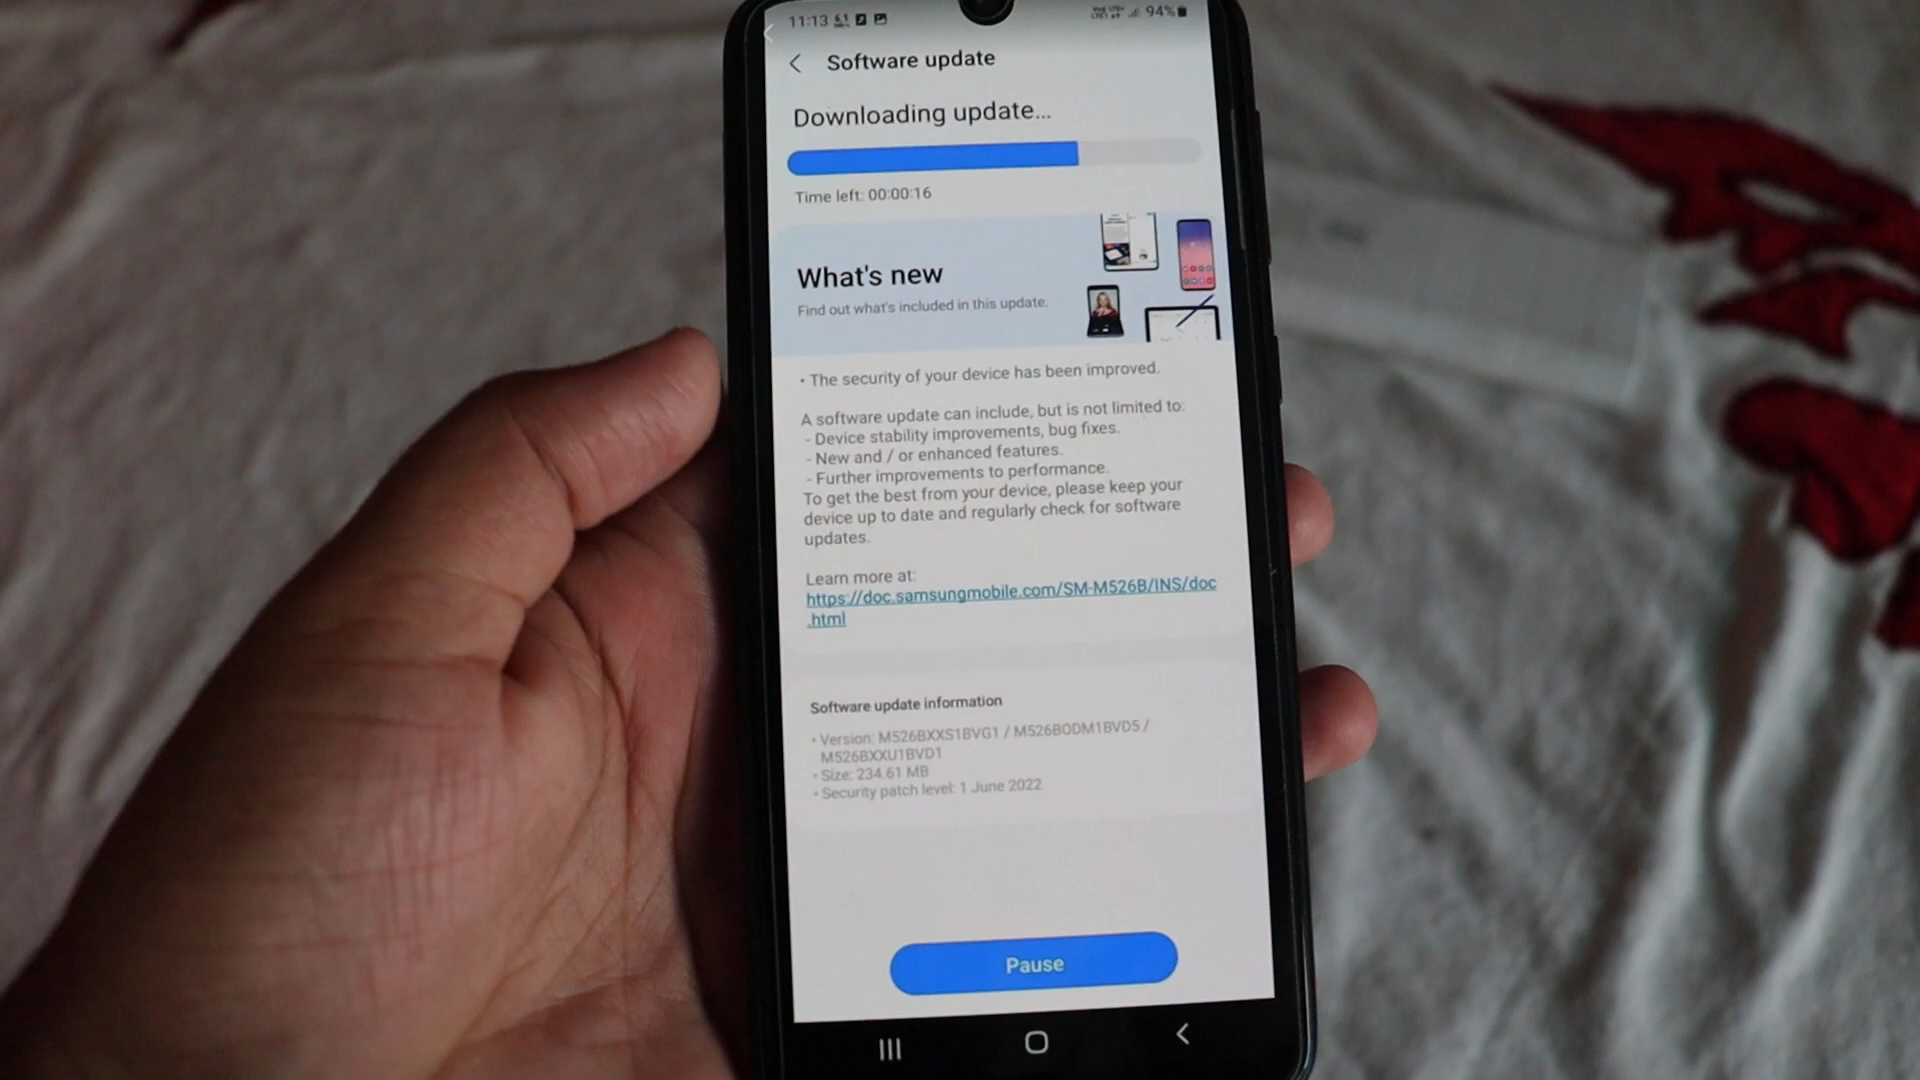 11:13
94%
Software update
Downloading update...
Time left: 00:00:16
What's new
Find out what's included in this update.
• The security of your device has been improved.
A software update can include, but is not limited to:
- Device stability improvements, bug fixes.
- New and / or enhanced features.
- Further improvements to performance.
To get the best from your device, please keep your
device up to date and regularly check for software
updates.
Learn more at:
https://doc.samsungmobile.com/SM-M526B/INS/doc
.html
Software update information
• Version: M526BXXS1BVG1 / M526BODM1BVD5 /
M526BXXU1BVD1
• Size: 234.61 MB
• Security patch level: 1 June 2022
Pause